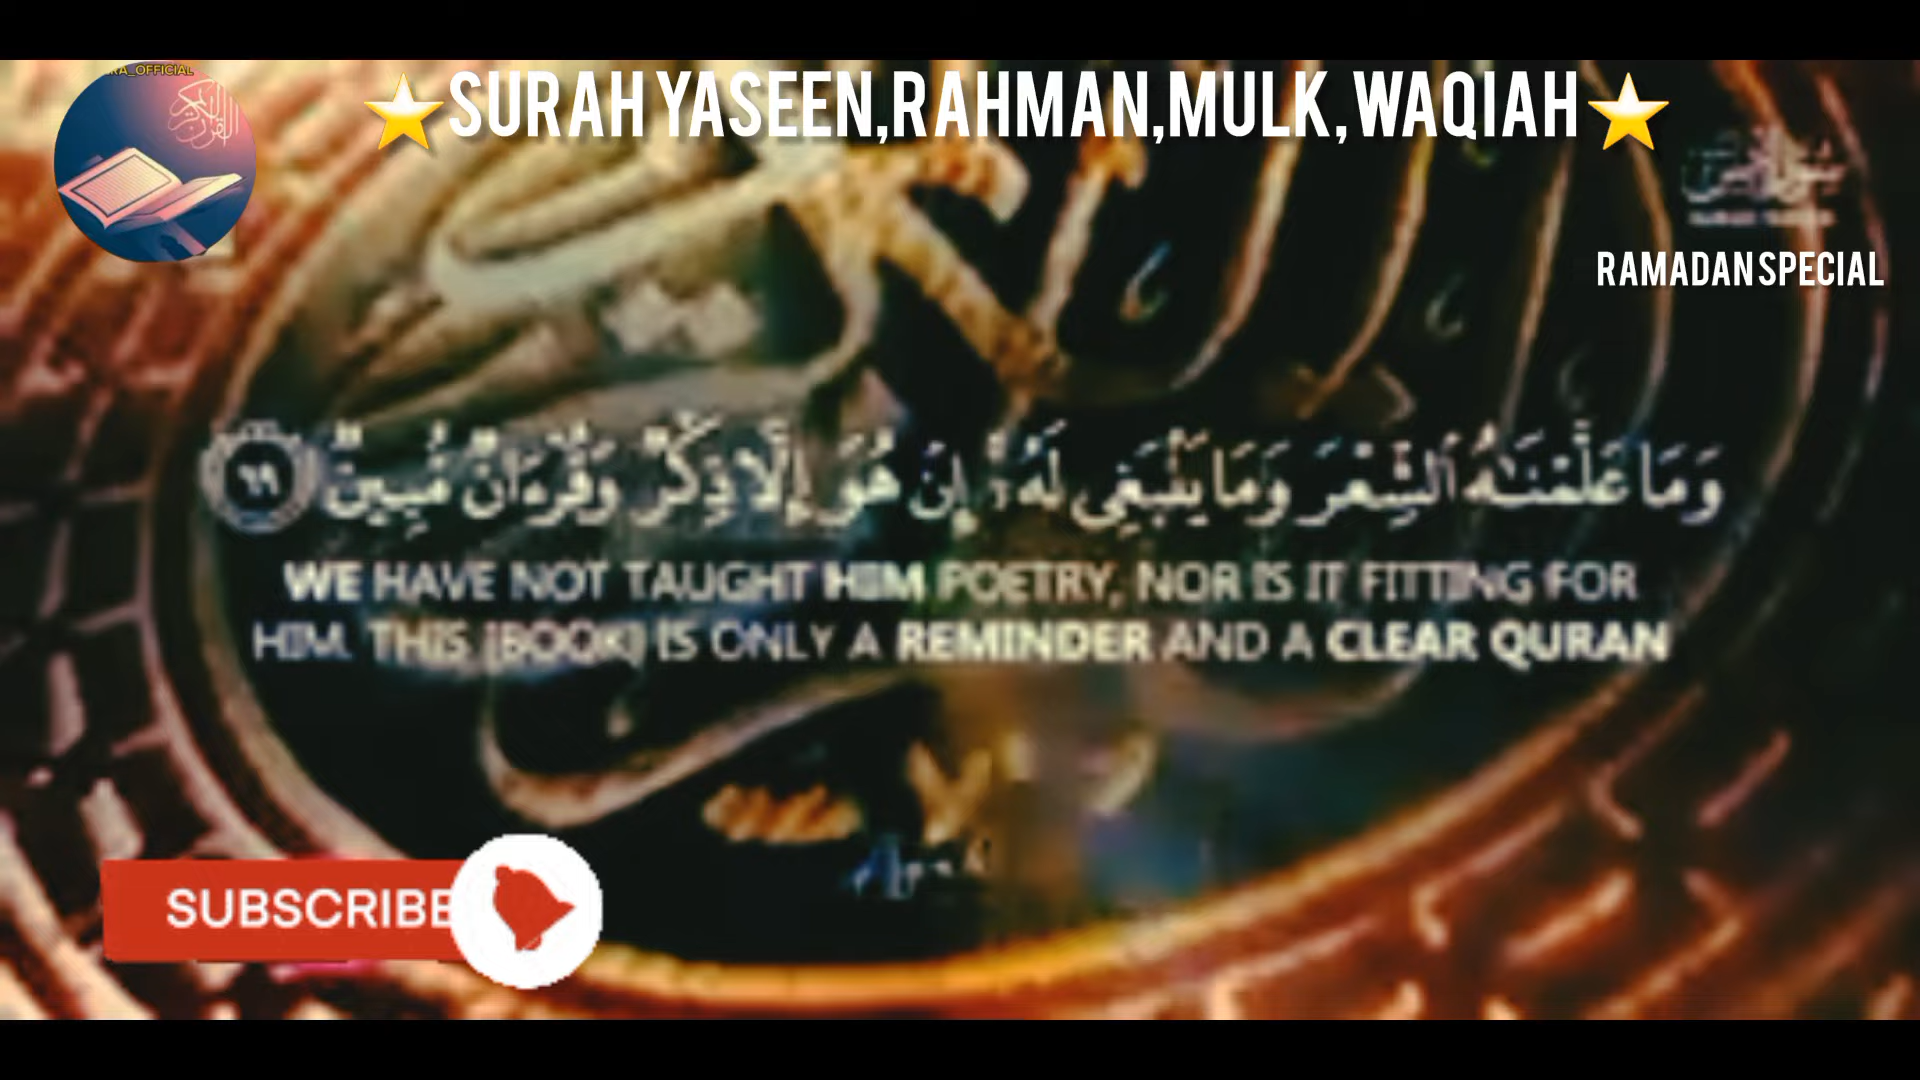 RA_OFFICIAL
⭐SURAH YASEEN,RAHMAN,MULK,WAQIAH⭐
RAMADAN SPECIAL
وَمَا عَلَّمْنَـٰهُ ٱلشِّعْرَ وَمَا يَنۢبَغِى لَهُۥٓ ۚ إِنْ هُوَ إِلَّا ذِكْرٌ وَقُرْءَانٌ مُّبِينٌ ٦٩
WE HAVE NOT TAUGHT HIM POETRY, NOR IS IT FITTING FOR
HIM. THIS (BOOK) IS ONLY A REMINDER AND A CLEAR QURAN
SUBSCRIBE